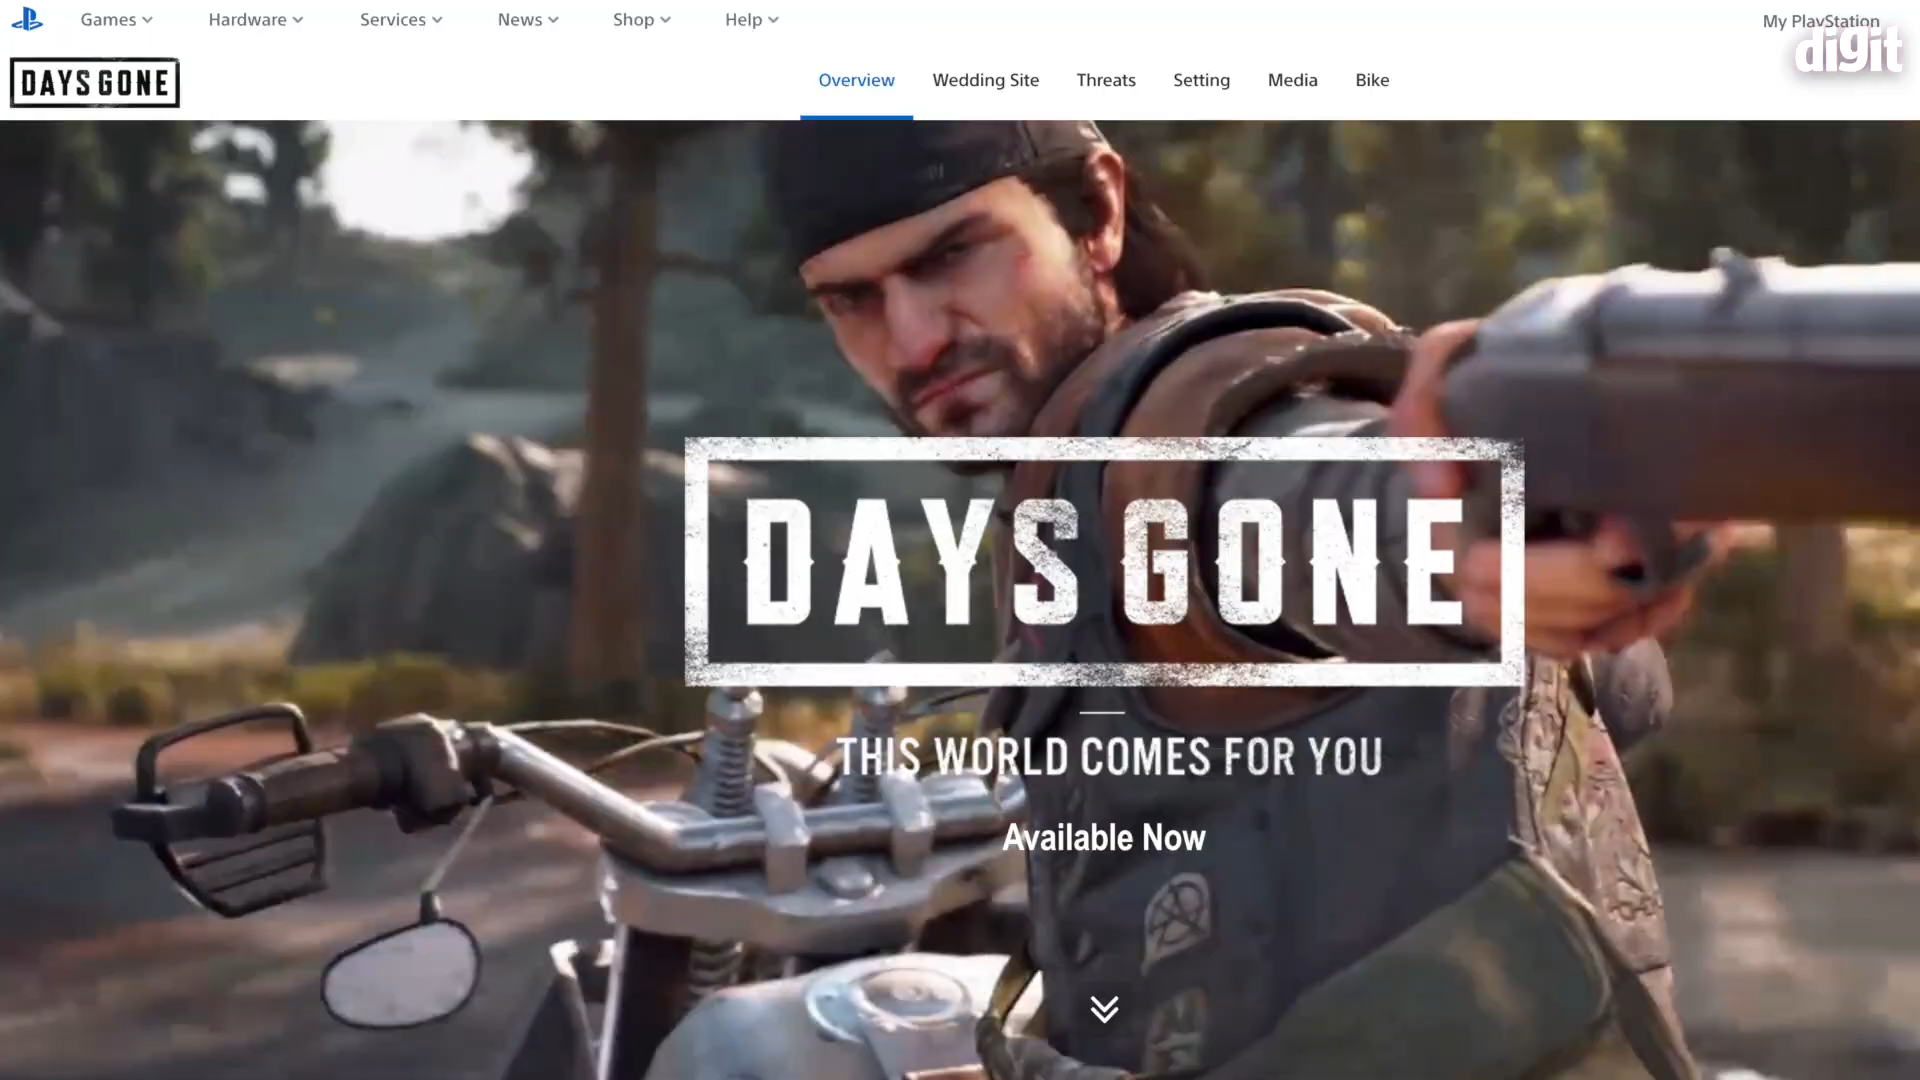 Games
Hardware
Services
News
Shop
Help
My PlayStation
digit
DAYS GONE
Overview
Wedding Site
Threats
Setting
Media
Bike
DAYS GONE
THIS WORLD COMES FOR YOU
Available Now